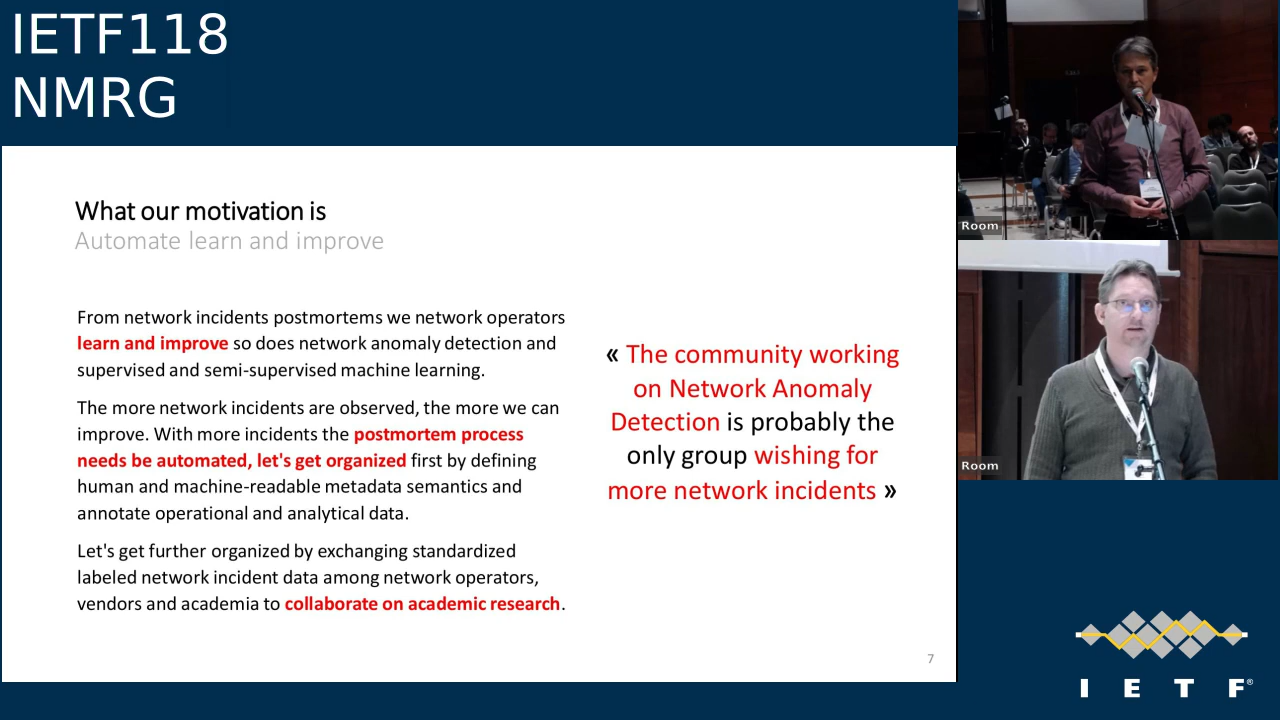 IETF118
NMRG
What our motivation is
Automate learn and improve
From network incidents postmortems we network operators
learn and improve so does network anomaly detection and
supervised and semi-supervised machine learning.
The more network incidents are observed, the more we can
improve. With more incidents the postmortem process
needs be automated, let's get organized first by defining
human and machine-readable metadata semantics and
annotate operational and analytical data.
Let's get further organized by exchanging standardized
labeled network incident data among network operators,
vendors and academia to collaborate on academic research.
« The community working
on Network Anomaly
Detection is probably the
only group wishing for
more network incidents »
7
Room
Room
I E T F®